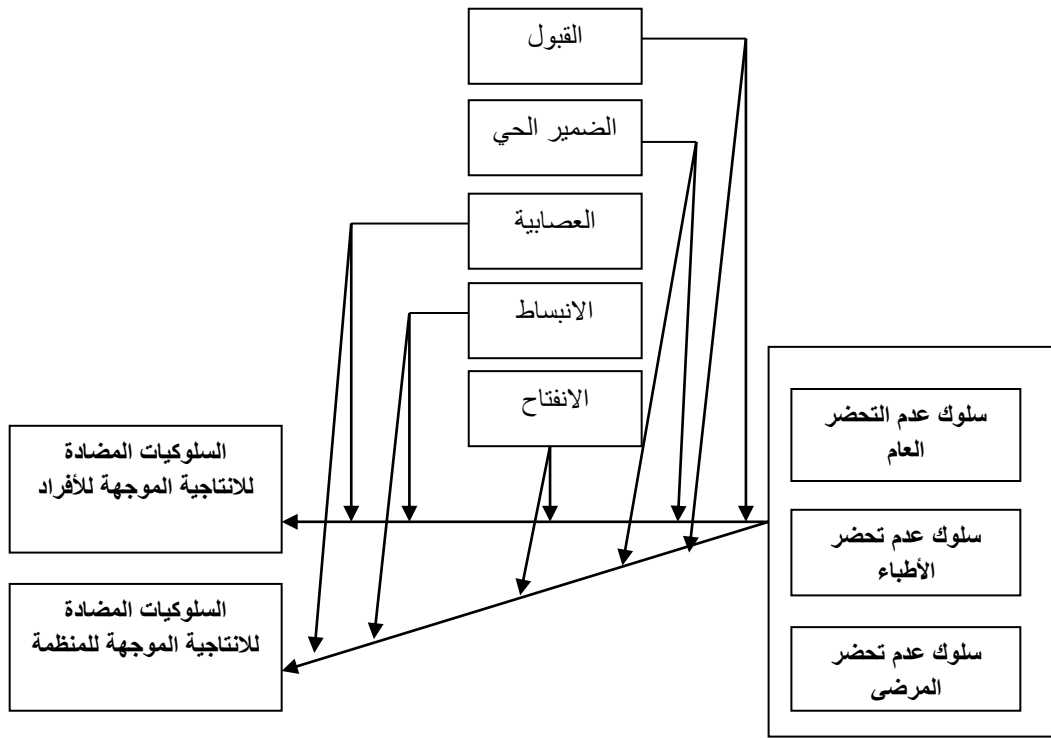 القبول
الضمير الحي
العصابية
الانبساط
الانفتاح
سلوك عدم التحضر
العام
سلوك عدم تحضر
الأطباء
سلوك عدم تحضر
المرضى
السلوكيات المضادة
للانتاجية الموجهة للأفراد
السلوكيات المضادة
للانتاجية الموجهة للمنظمة